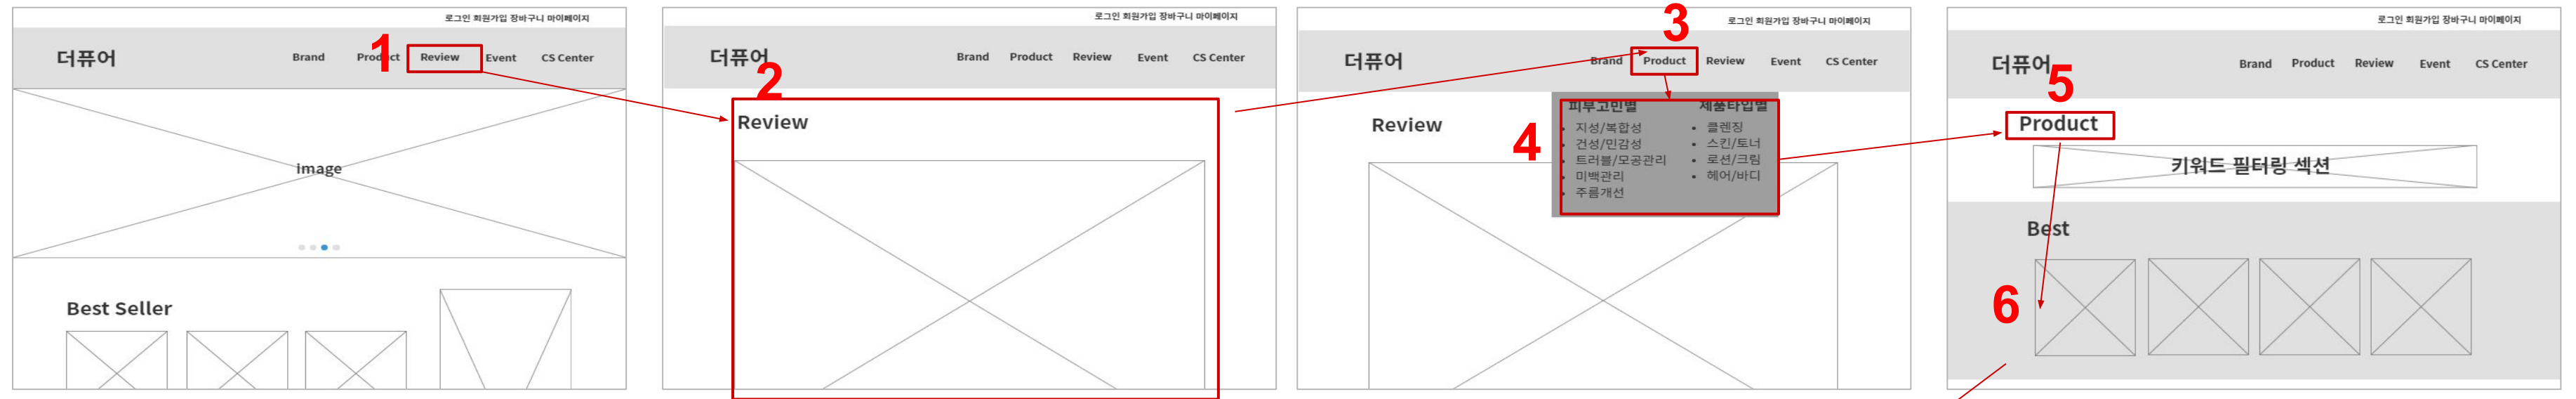 로그인 회원가입 장바구니 마이페이지
더퓨어
Brand Product Review Event CS Center
1
image
Best Seller
로그인 회원가입 장바구니 마이페이지
더퓨어
Brand Product Review Event CS Center
2
Review
로그인 회원가입 장바구니 마이페이지
3
더퓨어
Brand Product Review Event CS Center
Review
4
피부고민별
지성/복합성
건성/민감성
트러블/모공관리
미백관리
주름개선
제품타입별
클렌징
스킨/토너
로션/크림
헤어/바디
로그인 회원가입 장바구니 마이페이지
더퓨어
Brand Product Review Event CS Center
5
Product
키워드 필터링 섹션
Best
6